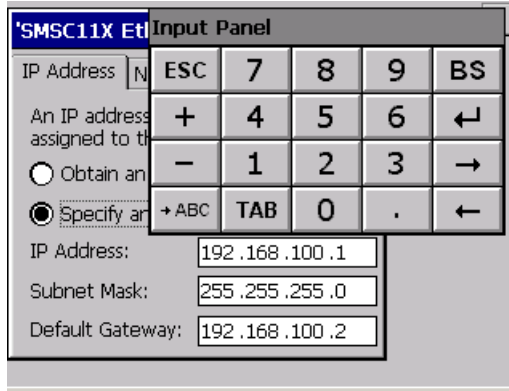 'SMSC11X Etl
Input Panel
IP Address N
ESC 7 8 9 BS
An IP address
assigned to th
+ 4 5 6 ↵
Obtain an
− 1 2 3 →
Specify an
→ABC TAB 0 . ←
IP Address: 192.168.100.1
Subnet Mask: 255.255.255.0
Default Gateway: 192.168.100.2